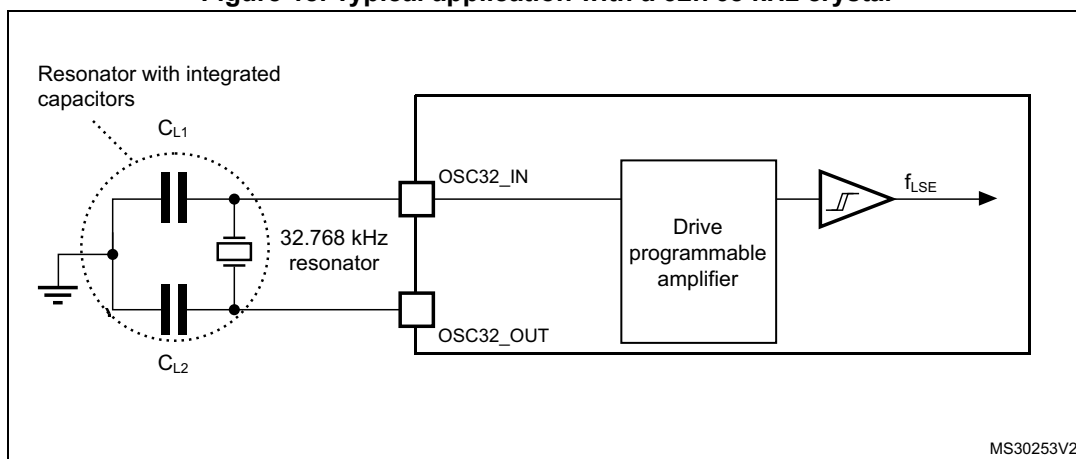 Resonator with integrated
capacitors
C_L1
OSC32_IN
32.768 kHz
resonator
Drive
programmable
amplifier
f_LSE
OSC32_OUT
C_L2
MS30253V2